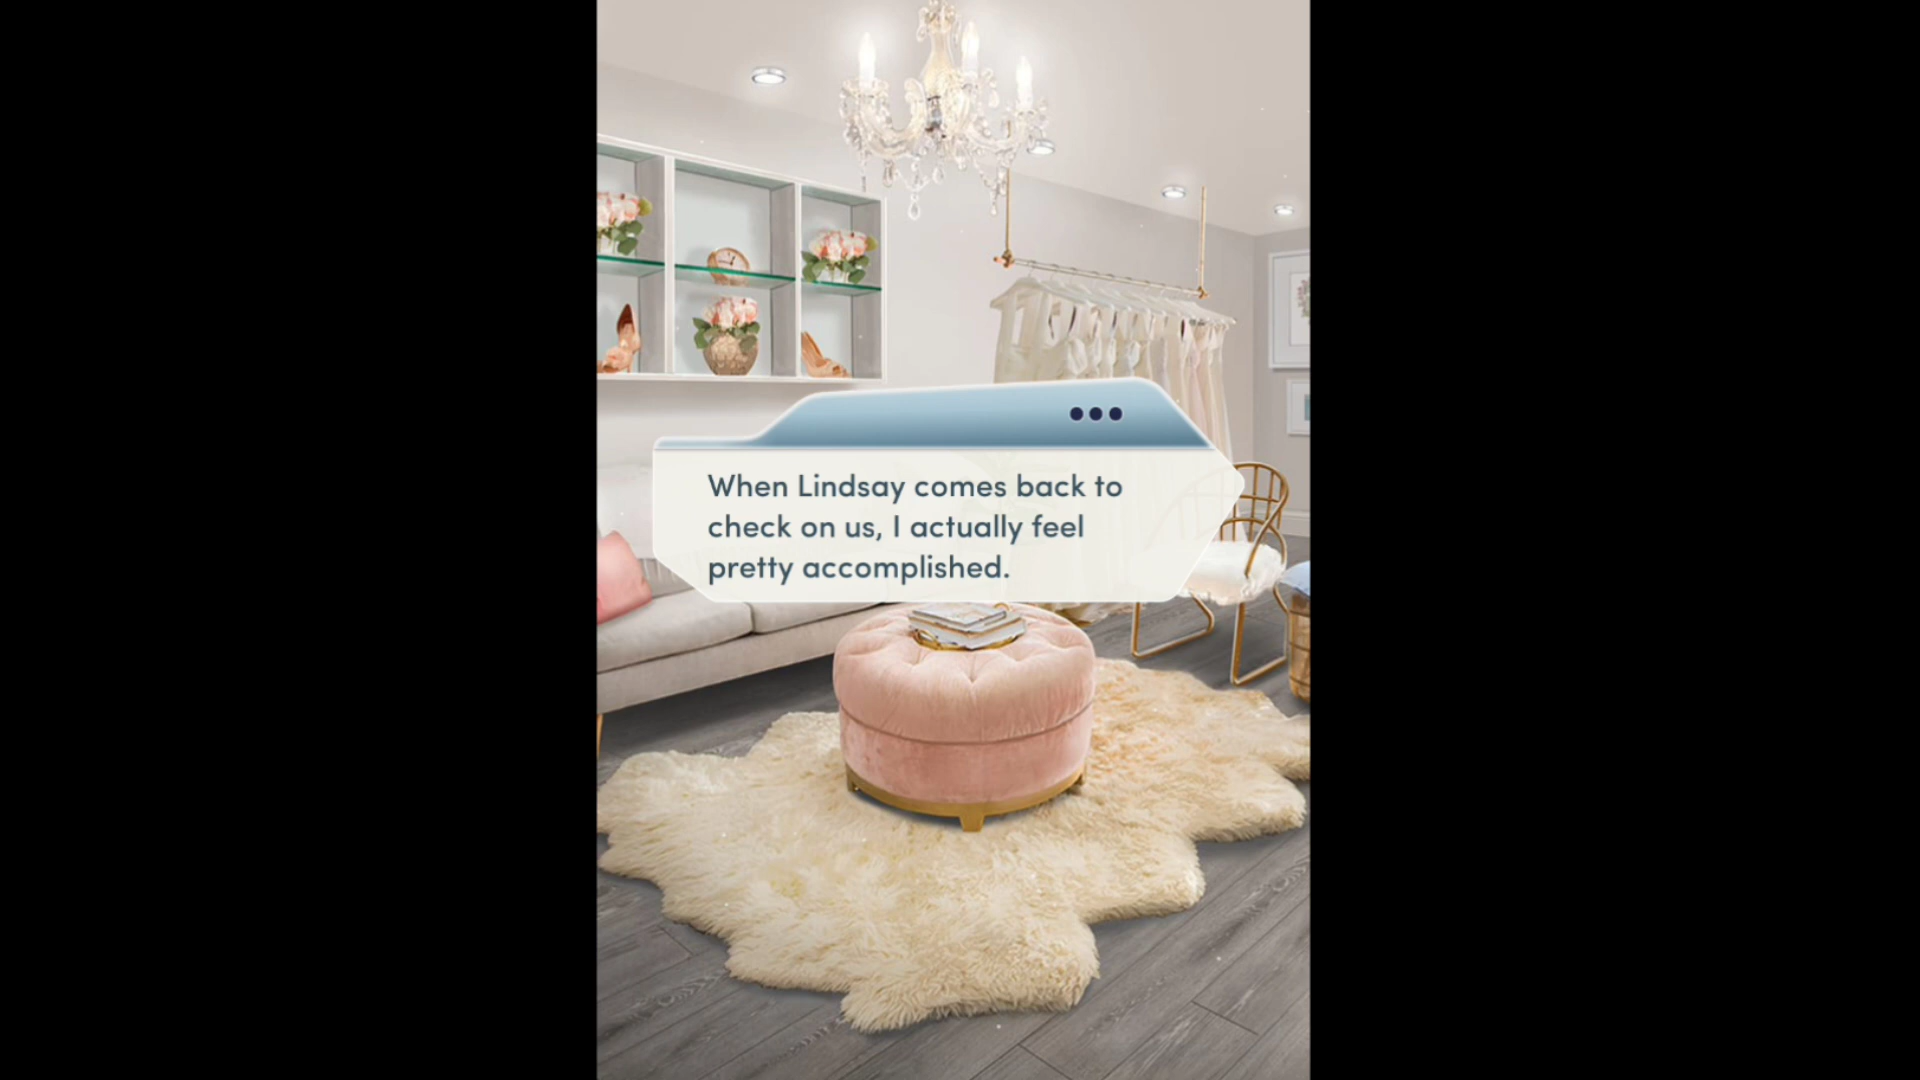 When Lindsay comes back to
check on us, I actually feel
pretty accomplished.